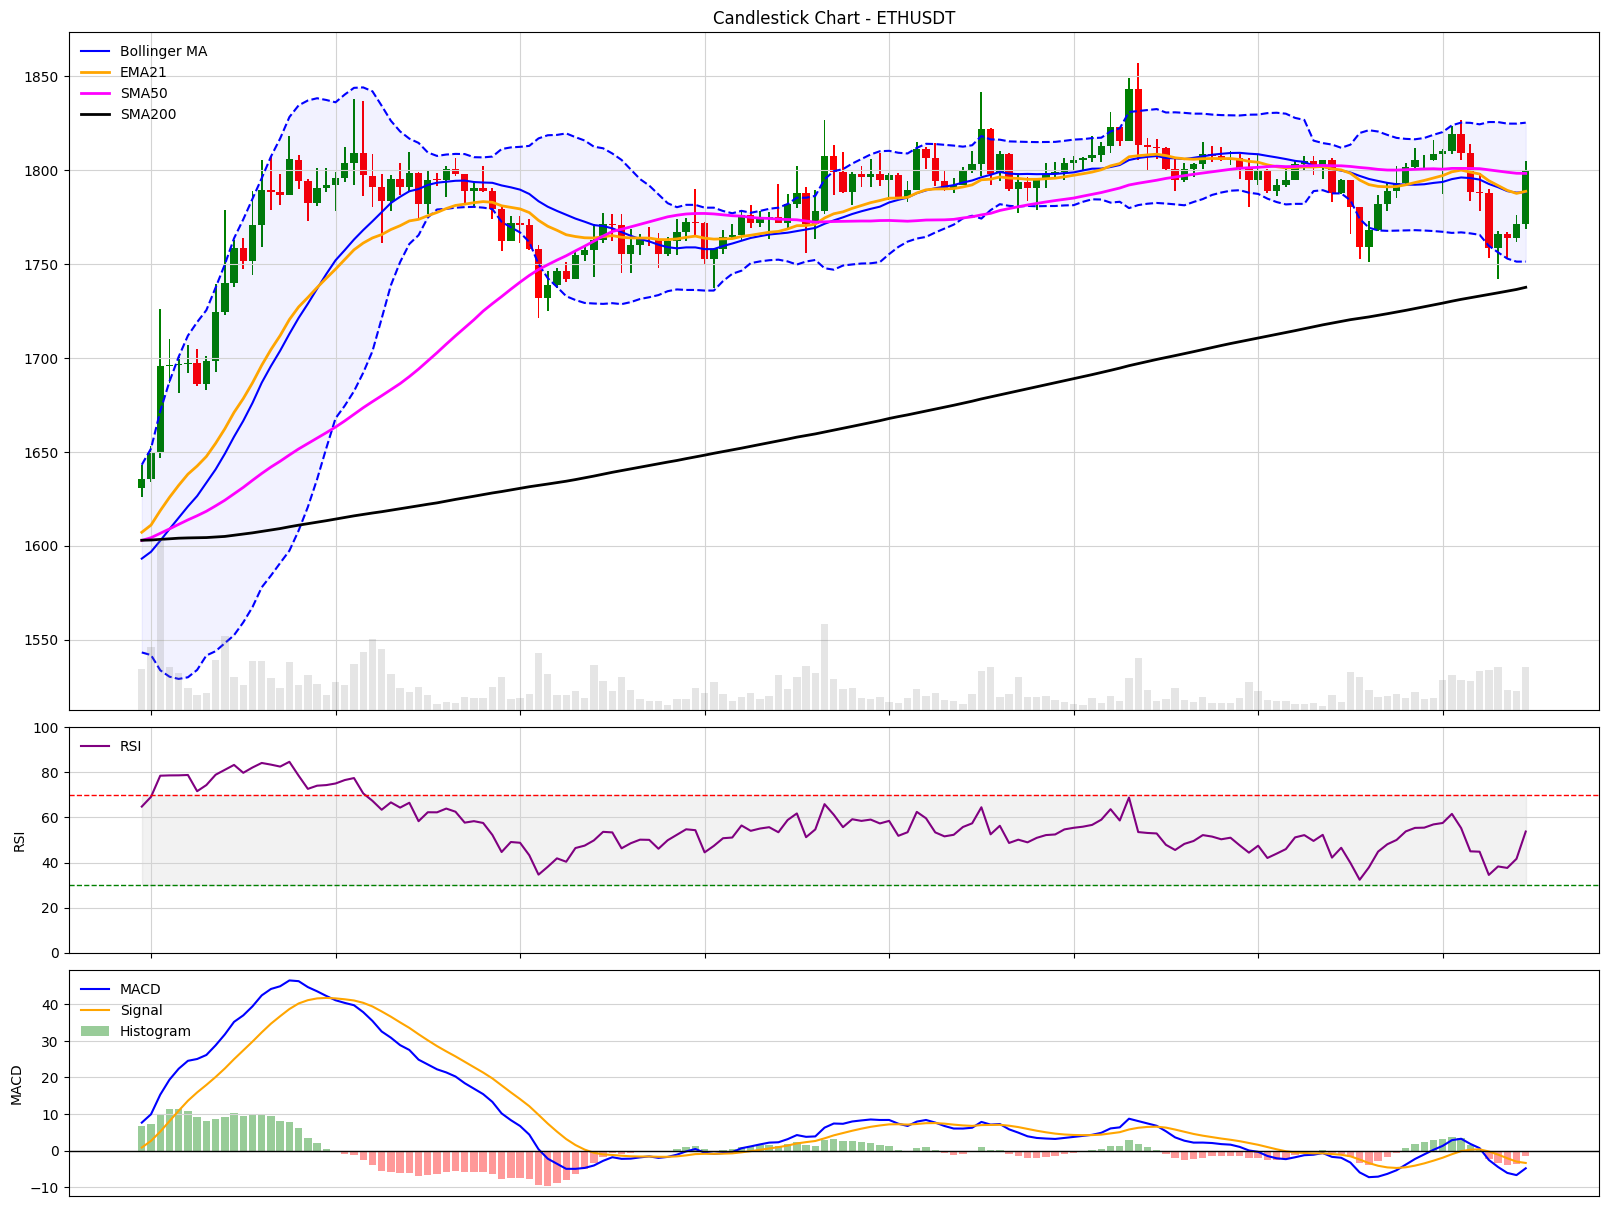 Candlestick Chart - ETHUSDT
Bollinger MA
EMA21
SMA50
SMA200
1850
1800
1750
1700
1650
1600
1550
RSI
100
80
60
40
20
0
RSI
MACD
Signal
Histogram
40
30
20
10
0
−10
MACD